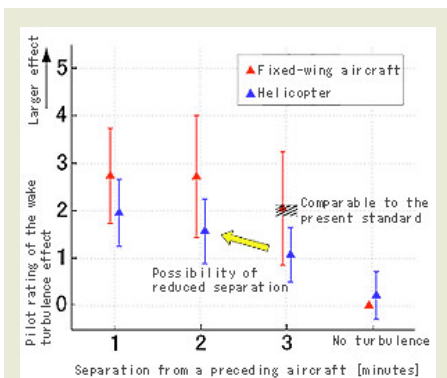 Larger effect
Pilot rating of the wake
turbulence effect
5
4
3
2
1
0
Fixed-wing aircraft
Helicopter
Comparable to the
present standard
Possibility of
reduced separation
1
2
3
No turbulence
Separation from a preceding aircraft [minutes]